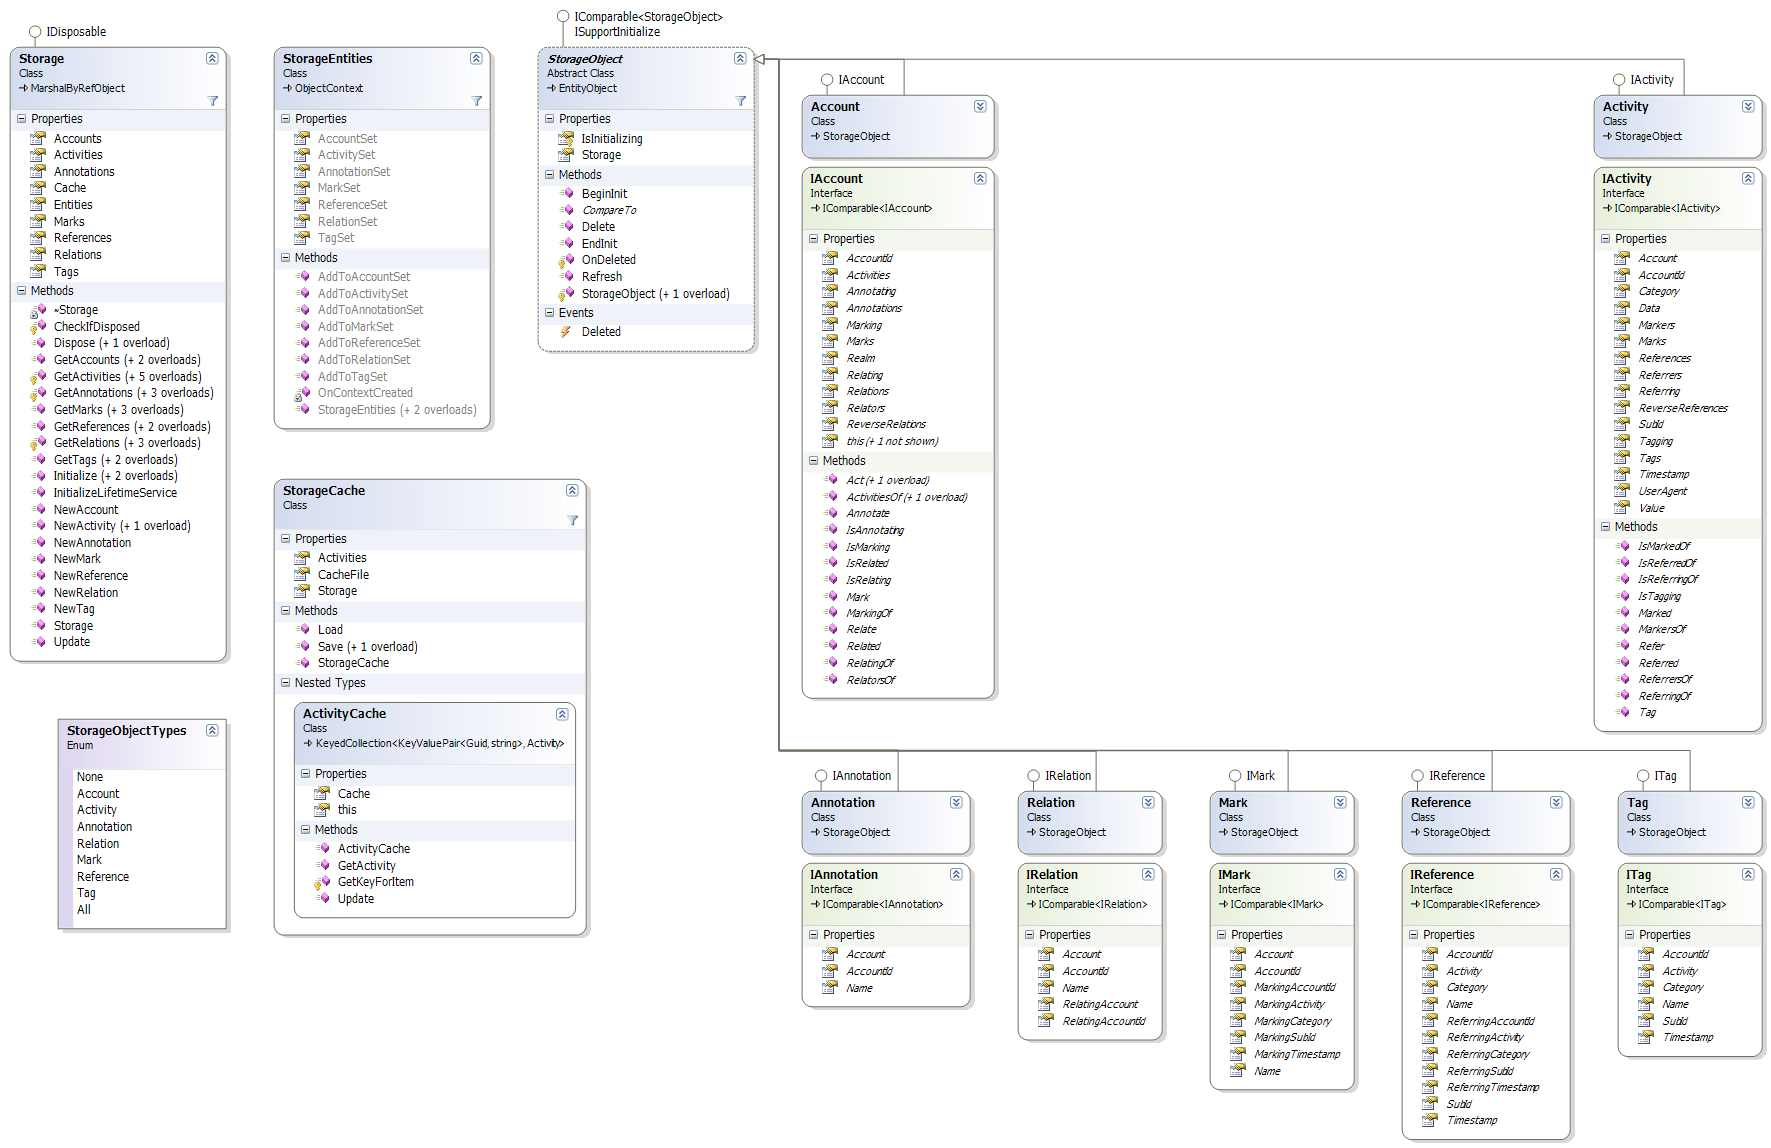 IDisposable
Storage
Class
MarshalByRefObject
Properties
Accounts
Activities
Annotations
Cache
Entities
Marks
References
Relations
Tags
Methods
~Storage
CheckIfDisposed
Dispose (+ 1 overload)
GetAccounts (+ 2 overloads)
GetActivities (+ 5 overloads)
GetAnnotations (+ 3 overloads)
GetMarks (+ 3 overloads)
GetReferences (+ 2 overloads)
GetRelations (+ 3 overloads)
GetTags (+ 2 overloads)
Initialize (+ 2 overloads)
InitializeLifetimeService
NewAccount
NewActivity (+ 1 overload)
NewAnnotation
NewMark
NewReference
NewRelation
NewTag
Storage
Update
StorageObjectTypes
Enum
None
Account
Activity
Annotation
Relation
Mark
Reference
Tag
All
StorageEntities
Class
ObjectContext
Properties
AccountSet
ActivitySet
AnnotationSet
MarkSet
ReferenceSet
RelationSet
TagSet
Methods
AddToAccountSet
AddToActivitySet
AddToAnnotationSet
AddToMarkSet
AddToReferenceSet
AddToRelationSet
AddToTagSet
OnContextCreated
StorageEntities (+ 2 overloads)
StorageCache
Class
Properties
Activities
CacheFile
Storage
Methods
Load
Save (+ 1 overload)
StorageCache
Nested Types
ActivityCache
Class
KeyedCollection<KeyValuePair<Guid, string>, Activity>
Properties
Cache
this
Methods
ActivityCache
GetActivity
GetKeyForItem
Update
IComparable<StorageObject>
ISupportInitialize
StorageObject
Abstract Class
EntityObject
Properties
IsInitializing
Storage
Methods
BeginInit
CompareTo
Delete
EndInit
OnDeleted
Refresh
StorageObject (+ 1 overload)
Events
Deleted
IAccount
Account
Class
StorageObject
IAccount
Interface
IComparable<IAccount>
Properties
AccountId
Activities
Annotating
Annotations
Marking
Marks
Realm
Relating
Relations
Relators
ReverseRelations
this (+ 1 not shown)
Methods
Act (+ 1 overload)
ActivitiesOf (+ 1 overload)
Annotate
IsAnnotating
IsMarking
IsRelated
IsRelating
Mark
MarkingOf
Relate
Related
RelatingOf
RelatorsOf
IActivity
Activity
Class
StorageObject
IActivity
Interface
IComparable<IActivity>
Properties
Account
AccountId
Category
Data
Markers
Marks
References
Referrers
Referring
ReverseReferences
SubId
Tagging
Tags
Timestamp
UserAgent
Value
Methods
IsMarkedOf
IsReferredOf
IsReferringOf
IsTagging
Marked
MarkersOf
Refer
Referred
ReferrersOf
ReferringOf
Tag
IAnnotation
Annotation
Class
StorageObject
IAnnotation
Interface
IComparable<IAnnotation>
Properties
Account
AccountId
Name
IRelation
Relation
Class
StorageObject
IRelation
Interface
IComparable<IRelation>
Properties
Account
AccountId
Name
RelatingAccount
RelatingAccountId
IMark
Mark
Class
StorageObject
IMark
Interface
IComparable<IMark>
Properties
Account
AccountId
MarkingAccountId
MarkingActivity
MarkingCategory
MarkingSubId
MarkingTimestamp
Name
IReference
Reference
Class
StorageObject
IReference
Interface
IComparable<IReference>
Properties
AccountId
Activity
Category
Name
ReferringAccountId
ReferringActivity
ReferringCategory
ReferringSubId
ReferringTimestamp
SubId
Timestamp
ITag
Tag
Class
StorageObject
ITag
Interface
IComparable<ITag>
Properties
AccountId
Activity
Category
Name
SubId
Timestamp